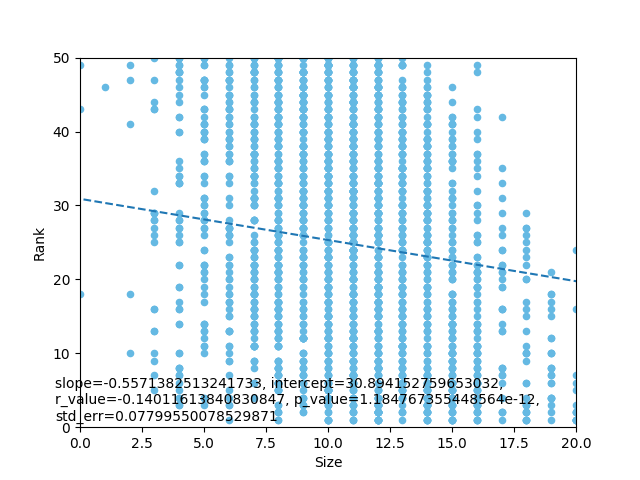 50
40
30
20
10
0
Rank
slope=-0.5571382513241733, intercept=30.894152759653032,
r_value=-0.14011613840830847, p_value=1.184767355448564e-12,
std_err=0.07799550078529871
0.0 2.5 5.0 7.5 10.0 12.5 15.0 17.5 20.0
Size